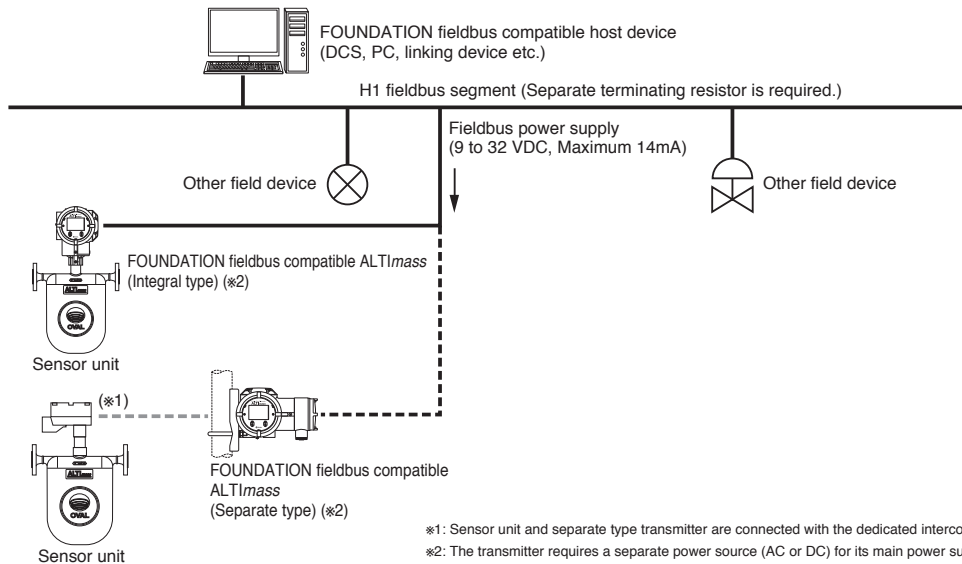 FOUNDATION fieldbus compatible host device
(DCS, PC, linking device etc.)
H1 fieldbus segment (Separate terminating resistor is required.)
Fieldbus power supply
(9 to 32 VDC, Maximum 14mA)
Other field device
Other field device
FOUNDATION fieldbus compatible ALTImass
(Integral type) (※2)
ALTImass
OVAL
Sensor unit
(※1)
FOUNDATION fieldbus compatible
ALTImass
(Separate type) (※2)
ALTImass
OVAL
Sensor unit
※1: Sensor unit and separate type transmitter are connected with the dedicated
※2: The transmitter requires a separate power source (AC or DC) for its main power